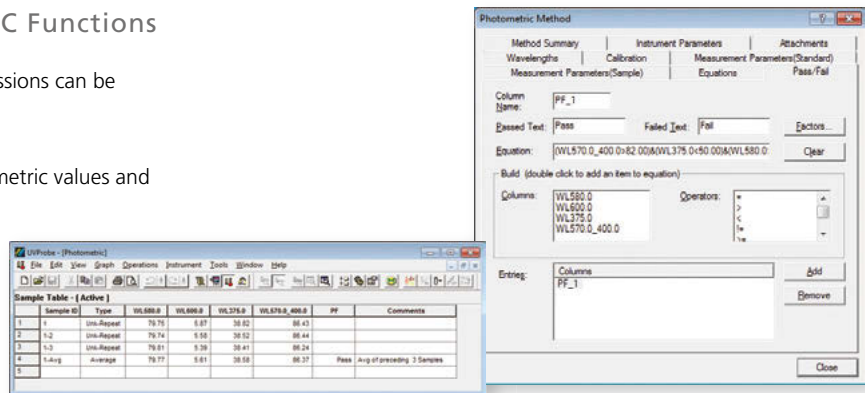 C Functions
ssions can be
metric values and
Photometric Method
Method Summary Instrument Parameters Attachments
Wavelengths Calibration Measurement Parameters(Standard)
Measurement Parameters(Sample) Equations Pass/Fail
Column Name: PF_1
Passed Text: Pass Failed Text: Fail Factors...
Equation: (WL570.0_400.0>82.00)&(WL375.0<50.00)&(WL580.0: Clear
Build (double click to add an item to equation)
Columns: WL580.0 Operators: =
WL600.0 >
WL375.0 <
WL570.0_400.0 !=
>=
Entries: Columns Add
PF_1 Remove
Close
UVProbe - [Photometric]
File Edit View Graph Operations Instrument Tools Window Help
Sample Table - ( Active )
Sample ID Type WL580.0 WL600.0 WL375.0 WL570.0_400.0 PF Comments
1 1 Unk-Repeat 79.75 5.87 38.82 86.43
2 1-2 Unk-Repeat 79.74 5.58 38.52 86.44
3 1-3 Unk-Repeat 79.81 5.39 38.41 86.24
4 1-Avg Average 79.77 5.61 38.58 86.37 Pass Avg of preceding 3 Samples
5